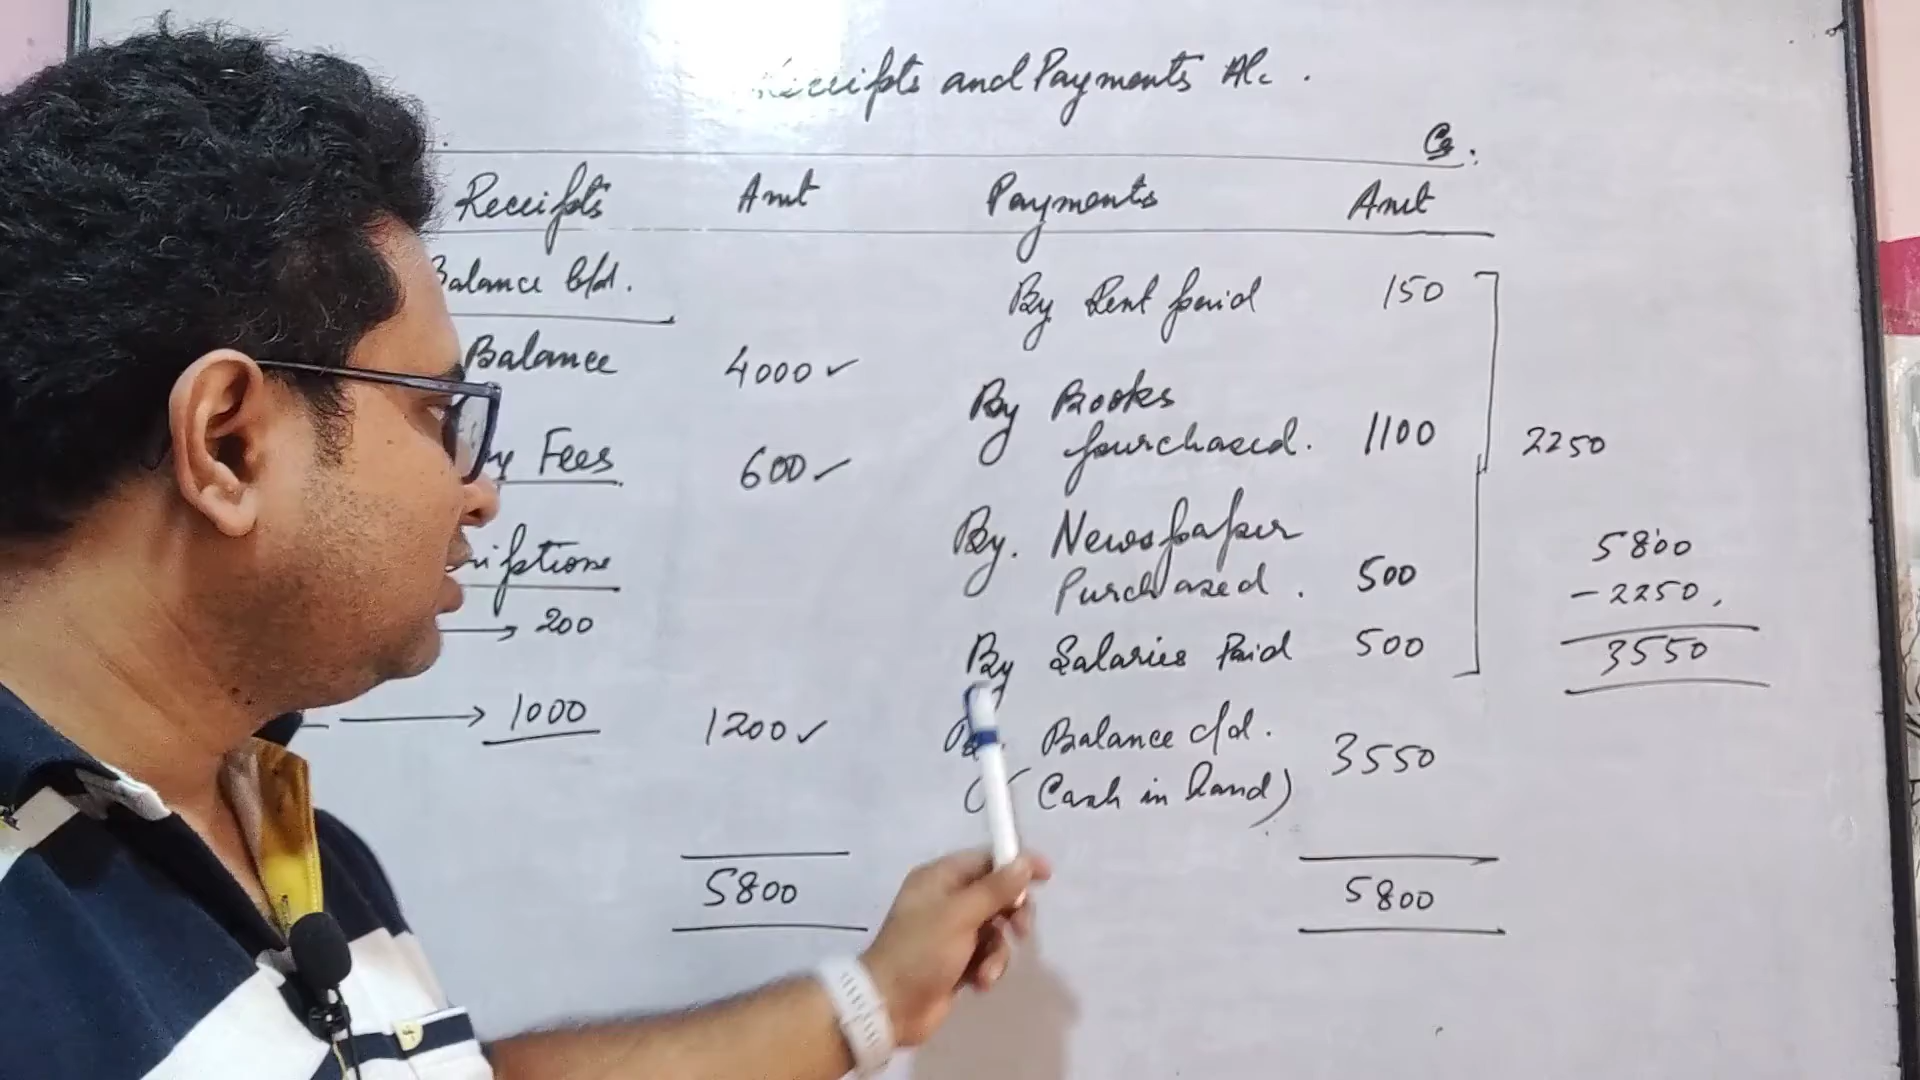 and Payments A/c.
Cr.
Receipts Amt Payments Amt
Balance b/d.
By Rent paid 150
Balance 4000 ✓
By Books
purchased. 1100
2250
Fees 600 ✓
By. Newspaper
Purchased. 500
5800
-2250.
3550
→ 200
By Salaries Paid 500
→ 1000 1200 ✓
Balance c/d. 3550
(Cash in hand)
5800 5800